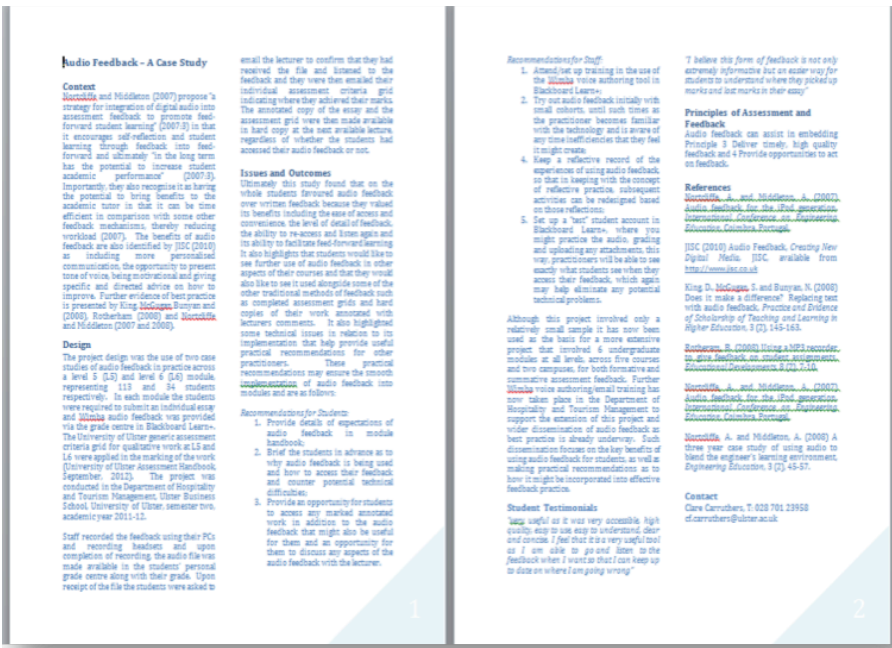 Audio Feedback – A Case Study
Context
Nortcliffe and Middleton (2007) propose "a
strategy for integration of digital audio into
assessment feedback to promote feed-
forward student learning" (2007:3) in that
it encourages self-reflection and student
learning through feedback into feed-
forward and ultimately "in the long term
has the potential to increase student
academic performance" (2007:3).
Importantly, they also recognise it as having
the potential to bring benefits to the
academic tutor in that it can be time
efficient in comparison with some other
feedback mechanisms, thereby reducing
workload (2007). The benefits of audio
feedback are also identified by JISC (2010)
as including more personalised
communication, the opportunity to present
tone of voice, being motivational and giving
specific and directed advice on how to
improve. Further evidence of best practice
is presented by King, McGugan, Bunyan and
(2008), Rotherham (2008) and Nortcliffe
and Middleton (2007 and 2008).
Design
The project design was the use of two case
studies of audio feedback in practice across
a level 5 (L5) and level 6 (L6) module,
representing 113 and 34 students
respectively. In each module the students
were required to submit an individual essay
and Wimba audio feedback was provided
via the grade centre in Blackboard Learn+.
The University of Ulster generic assessment
criteria grid for qualitative work at L5 and
L6 were applied in the marking of the work
(University of Ulster Assessment Handbook,
September, 2012). The project was
conducted in the Department of Hospitality
and Tourism Management, Ulster Business
School, University of Ulster, semester two,
academic year 2011-12.
Staff recorded the feedback using their PCs
and recording headsets and upon
completion of recording, the audio file was
made available in the students' personal
grade centre along with their grade. Upon
receipt of the file the students were asked to
email the lecturer to confirm that they had
received the file and listened to the
feedback and they were then emailed their
individual assessment criteria grid
indicating where they achieved their marks.
The annotated copy of the essay and the
assessment grid were then made available
in hard copy at the next available lecture,
regardless of whether the students had
accessed their audio feedback or not.
Issues and Outcomes
Ultimately this study found that on the
whole students favoured audio feedback
over written feedback because they valued
its benefits including the ease of access and
convenience, the level of detail of feedback,
the ability to re-access and listen again and
its ability to facilitate feed-forward learning.
It also highlights that students would like to
see further use of audio feedback in other
aspects of their courses and that they would
also like to see it used alongside some of the
other traditional methods of feedback such
as completed assessment grids and hard
copies of their work annotated with
lecturers comments. It also highlighted
some technical issues in relation to its
implementation that help provide useful
practical recommendations for other
practitioners. These practical
recommendations may ensure the smooth
implementation of audio feedback into
modules and are as follows:
Recommendations for Students:
1. Provide details of expectations of
audio feedback in module
handbook;
2. Brief the students in advance as to
why audio feedback is being used
and how to access their feedback
and counter potential technical
difficulties;
3. Provide an opportunity for students
to access any marked annotated
work in addition to the audio
feedback that might also be useful
for them and an opportunity for
them to discuss any aspects of the
audio feedback with the lecturer.
1
Recommendations for Staff:
1. Attend/set up training in the use of
the Wimba voice authoring tool in
Blackboard Learn+;
2. Try out audio feedback initially with
small cohorts, until such times as
the practitioner becomes familiar
with the technology and is aware of
any time inefficiencies that they feel
it might create;
4. Keep a reflective record of the
experiences of using audio feedback,
so that in keeping with the concept
of reflective practice, subsequent
activities can be redesigned based
on those reflections;
5. Set up a "test" student account in
Blackboard Learn+, where you
might practice the audio, grading
and uploading any attachments, this
way, practitioners will be able to see
exactly what students see when they
access their feedback, which again
may help eliminate any potential
technical problems.
Although this project involved only a
relatively small sample it has now been
used as the basis for a more extensive
project that involved 6 undergraduate
modules at all levels, across five courses
and two campuses, for both formative and
summative assessment feedback. Further
Wimba voice authoring/email training has
now taken place in the Department of
Hospitality and Tourism Management to
support the extension of this project and
wider dissemination of audio feedback as
best practice is already underway. Such
dissemination focuses on the key benefits of
using audio feedback for students, as well as
making practical recommendations as to
how it might be incorporated into effective
feedback practice.
Student Testimonials
"very useful as it was very accessible, high
quality, easy to use, easy to understand, clear
and concise. I feel that it is a very useful tool
as I am able to go and listen to the
feedback when I want so that I can keep up
to date on where I am going wrong"
"I believe this form of feedback is not only
extremely informative but an easier way for
students to understand where they picked up
marks and lost marks in their essay"
Principles of Assessment and
Feedback
Audio feedback can assist in embedding
Principle 3 Deliver timely, high quality
feedback and 4 Provide opportunities to act
on feedback.
References
Nortcliffe, A. and Middleton, A. (2007)
Audio feedback for the iPod generation,
International Conference on Engineering
Education, Coimbra, Portugal.
JISC (2010) Audio Feedback, Creating New
Digital Media, JISC, available from
http://www.jisc.co.uk
King, D., McGugan, S. and Bunyan, N. (2008)
Does it make a difference? Replacing text
with audio feedback, Practice and Evidence
of Scholarship of Teaching and Learning in
Higher Education, 3 (2), 145-163.
Rotheram, B. (2008) Using a MP3 recorder
to give feedback on student assignments,
Educational Developments, 8 (2), 7-10.
Nortcliffe, A. and Middleton, A. (2007)
Audio feedback for the iPod generation,
International Conference on Engineering
Education, Coimbra, Portugal.
Nortcliffe, A. and Middleton, A. (2008) A
three year case study of using audio to
blend the engineer's learning environment,
Engineering Education, 3 (2), 45-57.
Contact
Clare Carruthers, T: 028 701 23958
cf.carruthers@ulster.ac.uk
2